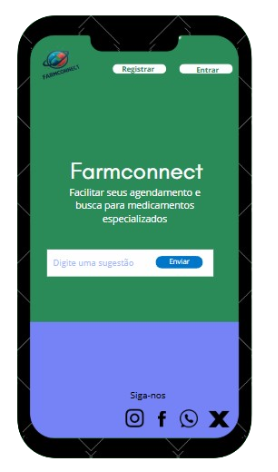 FARMCONNECT
Registrar
Entrar
Farmconnect
Facilitar seus agendamento e
busca para medicamentos
especializados
Digite uma sugestão
Enviar
Siga-nos